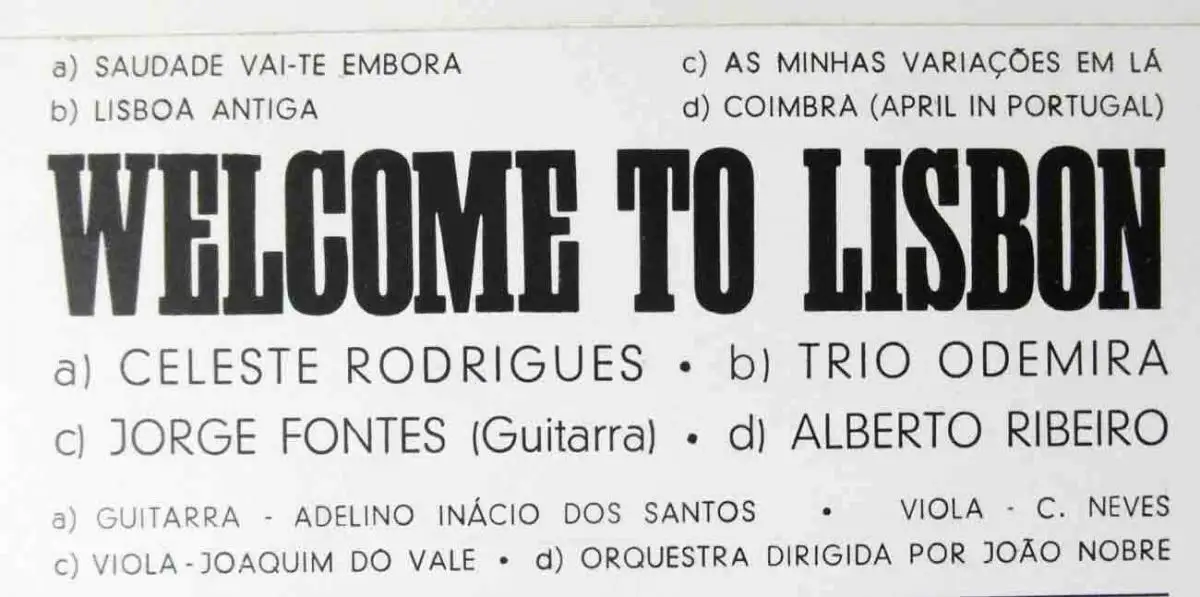 a) SAUDADE VAI-TE EMBORA c) AS MINHAS VARIAÇÕES EM LÁ
b) LISBOA ANTIGA d) COIMBRA (APRIL IN PORTUGAL)
WELCOME TO LISBON
a) CELESTE RODRIGUES • b) TRIO ODEMIRA
c) JORGE FONTES (Guitarra) • d) ALBERTO RIBEIRO
a) GUITARRA - ADELINO INÁCIO DOS SANTOS • VIOLA - C. NEVES
c) VIOLA - JOAQUIM DO VALE • d) ORQUESTRA DIRIGIDA POR JOÃO NOBRE